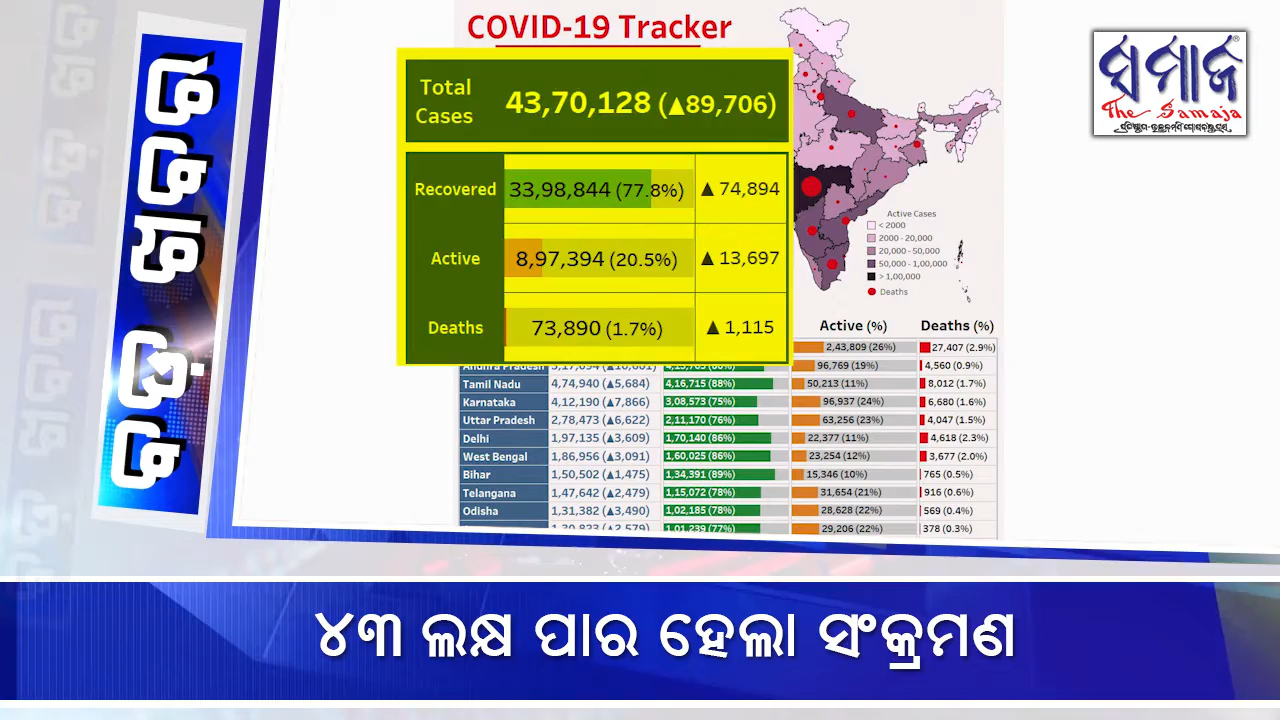 COVID-19 Tracker
Total Cases 43,70,128 (▲89,706)
Recovered 33,98,844 (77.8%) ▲ 74,894
Active 8,97,394 (20.5%) ▲ 13,697
Deaths 73,890 (1.7%) ▲ 1,115
Active Cases
< 2000
2000 - 20,000
20,000 - 50,000
50,000 - 1,00,000
> 1,00,000
Deaths
Active (%) Deaths (%)
2,43,809 (26%) 27,407 (2.9%)
Andhra Pradesh 96,769 (19%) 4,560 (0.9%)
Tamil Nadu 4,74,940 (▲5,684) 4,16,715 (88%) 50,213 (11%) 8,012 (1.7%)
Karnataka 4,12,190 (▲7,866) 3,08,573 (75%) 96,937 (24%) 6,680 (1.6%)
Uttar Pradesh 2,78,473 (▲6,622) 2,11,170 (76%) 63,256 (23%) 4,047 (1.5%)
Delhi 1,97,135 (▲3,609) 1,70,140 (86%) 22,377 (11%) 4,618 (2.3%)
West Bengal 1,86,956 (▲3,091) 1,60,025 (86%) 23,254 (12%) 3,677 (2.0%)
Bihar 1,50,502 (▲1,475) 1,34,391 (89%) 15,346 (10%) 765 (0.5%)
Telangana 1,47,642 (▲2,479) 1,15,072 (78%) 31,654 (21%) 916 (0.6%)
Odisha 1,31,382 (▲3,490) 1,02,185 (78%) 28,628 (22%) 569 (0.4%)
1,01,239 (77%) 29,206 (22%) 378 (0.3%)
ବଡ଼ ଖବର
ସମାଜ
The Samaja
୪୩ ଲକ୍ଷ ପାର ହେଲା ସଂକ୍ରମଣ